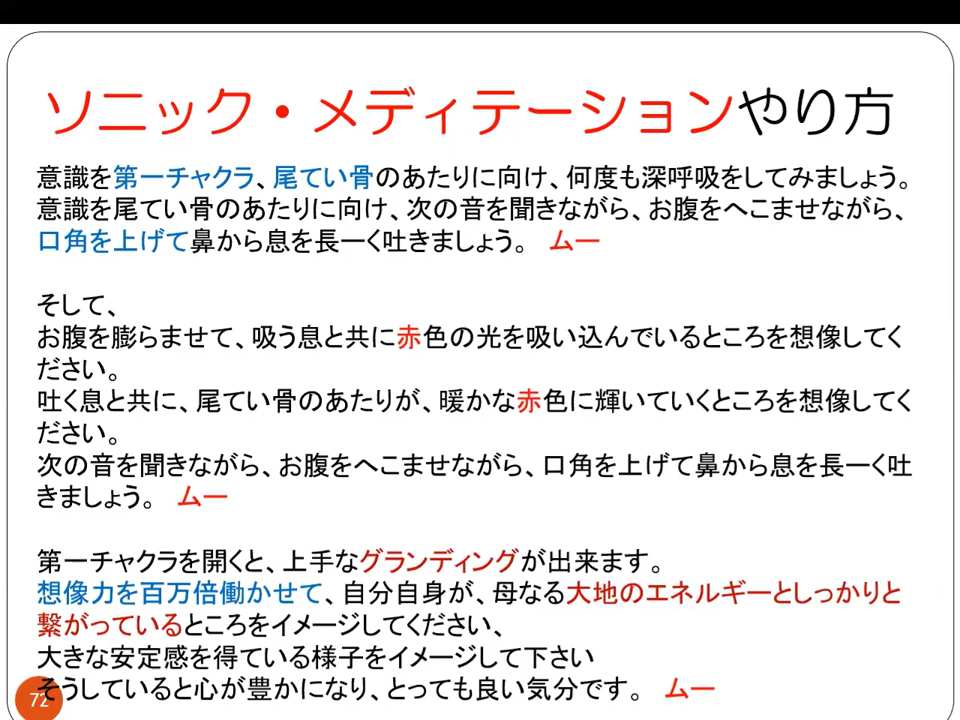 ソニック・メディテーションやり方
意識を第一チャクラ、尾てい骨のあたりに向け、何度も深呼吸をしてみましょう。
意識を尾てい骨のあたりに向け、次の音を聞きながら、お腹をへこませながら、
口角を上げて鼻から息を長ーく吐きましょう。 ムー
そして、
お腹を膨らませて、吸う息と共に赤色の光を吸い込んでいるところを想像してく
ださい。
吐く息と共に、尾てい骨のあたりが、暖かな赤色に輝いていくところを想像してく
ださい。
次の音を聞きながら、お腹をへこませながら、口角を上げて鼻から息を長ーく吐
きましょう。 ムー
第一チャクラを開くと、上手なグランディングが出来ます。
想像力を百万倍働かせて、自分自身が、母なる大地のエネルギーとしっかりと
繋がっているところをイメージしてください、
大きな安定感を得ている様子をイメージして下さい
そうしていると心が豊かになり、とっても良い気分です。 ムー
72